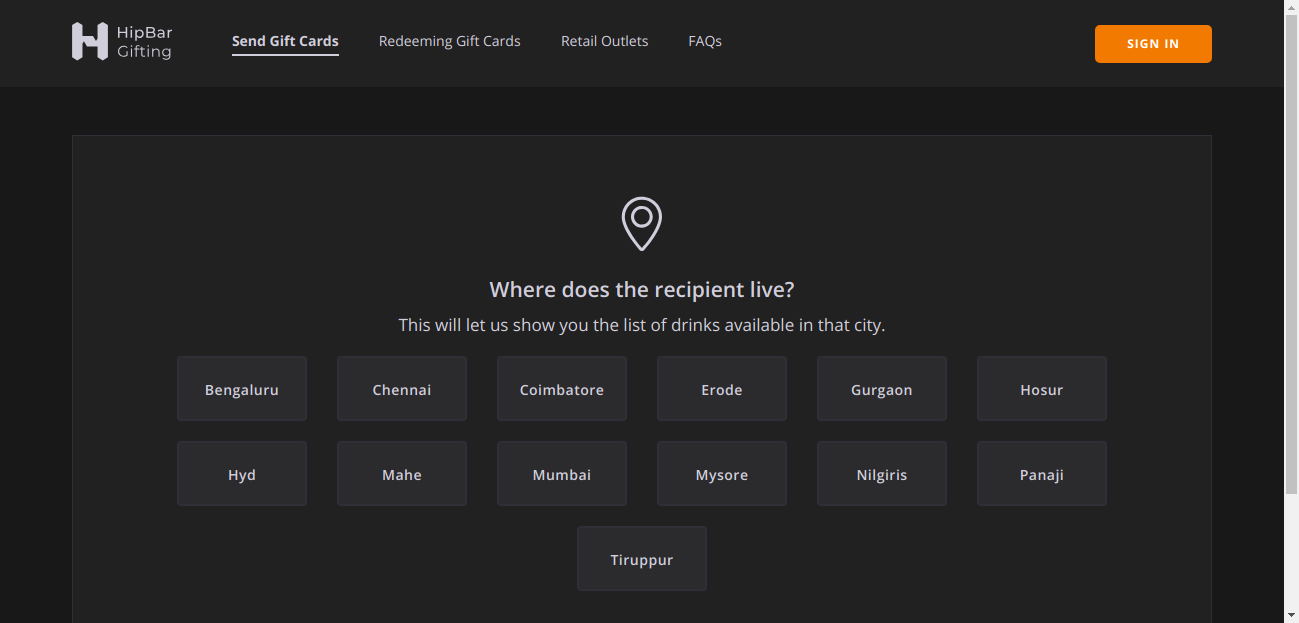 HipBar
Gifting
Send Gift Cards
Redeeming Gift Cards
Retail Outlets
FAQs
SIGN IN
Where does the recipient live?
This will let us show you the list of drinks available in that city.
Bengaluru
Chennai
Coimbatore
Erode
Gurgaon
Hosur
Hyd
Mahe
Mumbai
Mysore
Nilgiris
Panaji
Tiruppur